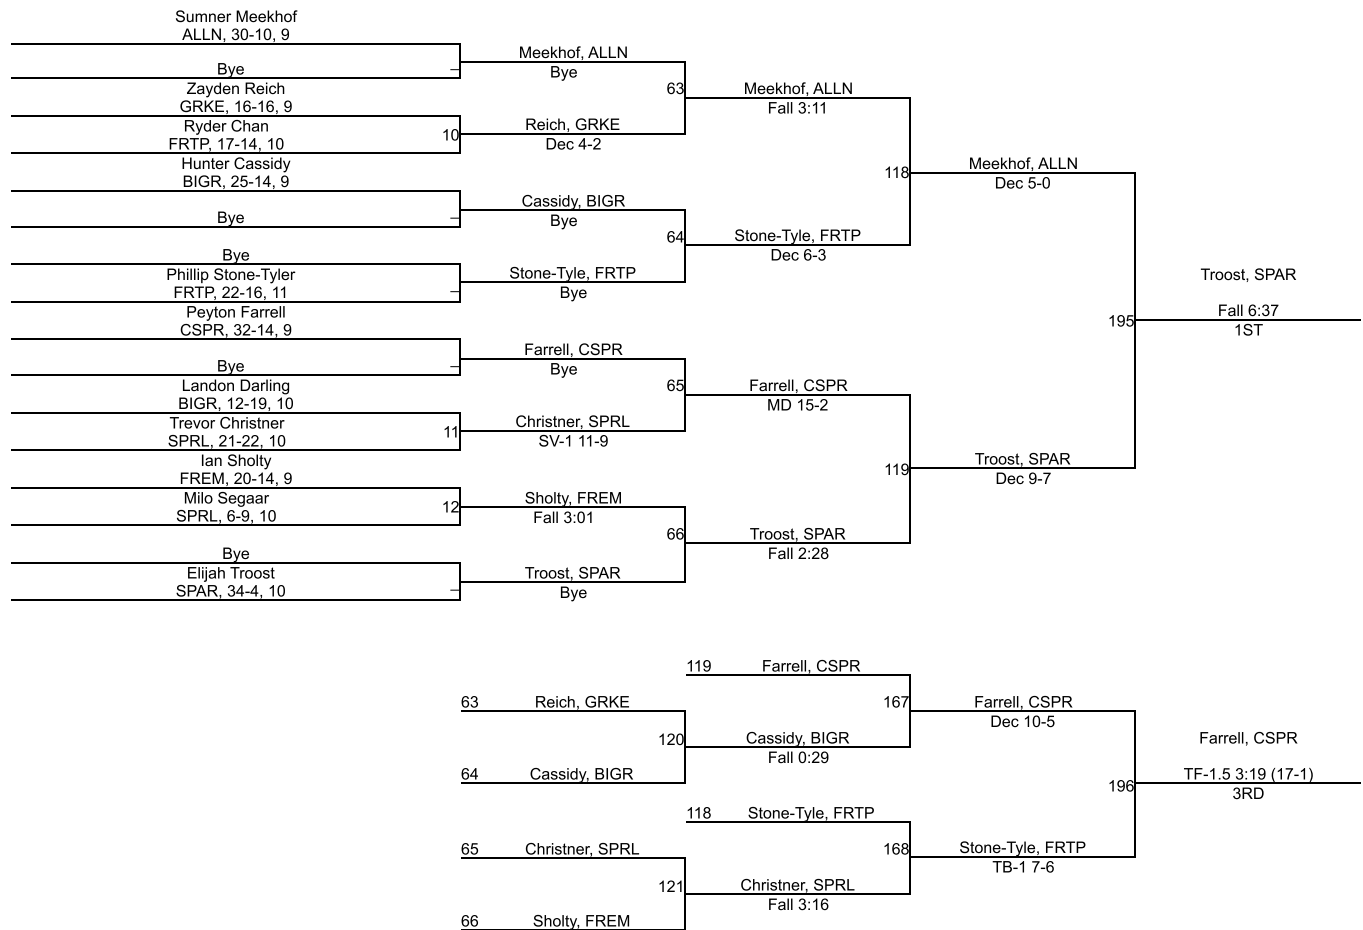 Sumner Meekhof
ALLN, 30-10, 9
Bye
Zayden Reich
GRKE, 16-16, 9
Ryder Chan
FRTP, 17-14, 10
Hunter Cassidy
BIGR, 25-14, 9
Bye
Bye
Phillip Stone-Tyler
FRTP, 22-16, 11
Peyton Farrell
CSPR, 32-14, 9
Bye
Landon Darling
BIGR, 12-19, 10
Trevor Christner
SPRL, 21-22, 10
Ian Sholty
FREM, 20-14, 9
Milo Segaar
SPRL, 6-9, 10
Bye
Elijah Troost
SPAR, 34-4, 10
Meekhof, ALLN
Bye
10
Reich, GRKE
Dec 4-2
Cassidy, BIGR
Bye
Stone-Tyle, FRTP
Bye
Farrell, CSPR
Bye
11
Christner, SPRL
SV-1 11-9
12
Sholty, FREM
Fall 3:01
Troost, SPAR
Bye
63
Meekhof, ALLN
Fall 3:11
64
Stone-Tyle, FRTP
Dec 6-3
65
Farrell, CSPR
MD 15-2
66
Troost, SPAR
Fall 2:28
118
Meekhof, ALLN
Dec 5-0
119
Troost, SPAR
Dec 9-7
195
Troost, SPAR
Fall 6:37
1ST
63
Reich, GRKE
64
Cassidy, BIGR
65
Christner, SPRL
66
Sholty, FREM
119
Farrell, CSPR
120
Cassidy, BIGR
Fall 0:29
118
Stone-Tyle, FRTP
121
Christner, SPRL
Fall 3:16
167
Farrell, CSPR
Dec 10-5
168
Stone-Tyle, FRTP
TB-1 7-6
196
Farrell, CSPR
TF-1.5 3:19 (17-1)
3RD